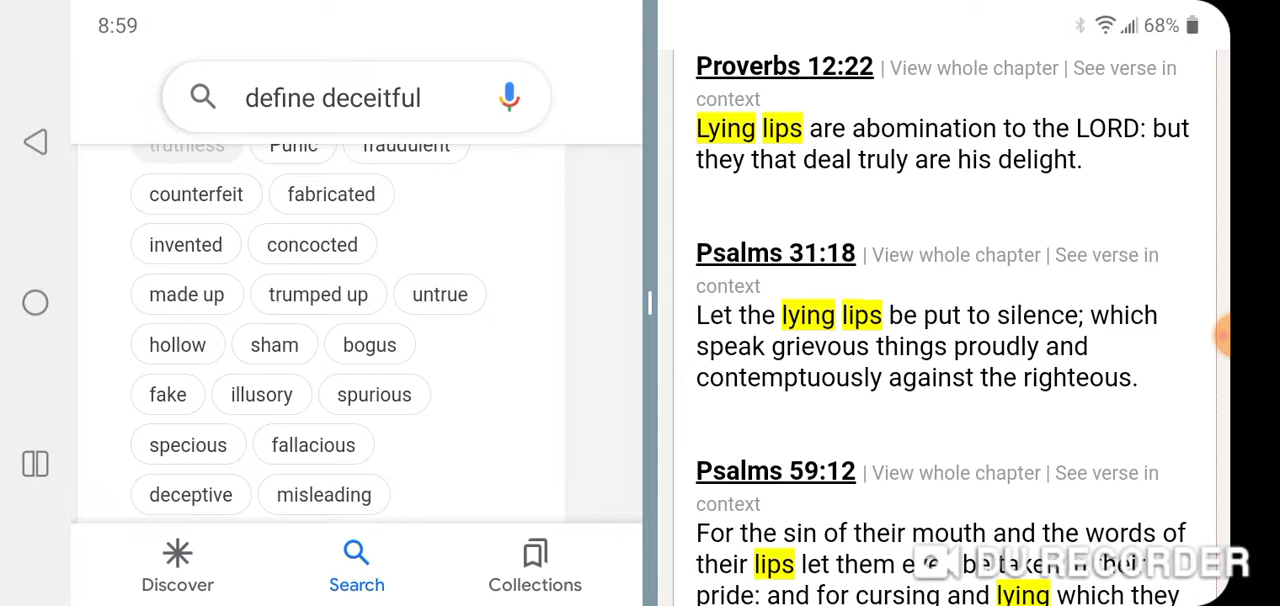 8:59
define deceitful
truthless Punic fraudulent
counterfeit fabricated
invented concocted
made up trumped up untrue
hollow sham bogus
fake illusory spurious
specious fallacious
deceptive misleading
Discover Search Collections
68%
Proverbs 12:22 | View whole chapter | See verse in
context
Lying lips are abomination to the LORD: but
they that deal truly are his delight.
Psalms 31:18 | View whole chapter | See verse in
context
Let the lying lips be put to silence; which
speak grievous things proudly and
contemptuously against the righteous.
Psalms 59:12 | View whole chapter | See verse in
context
For the sin of their mouth and the words of
their lips let them even be taken in their
pride: and for cursing and lying which they
DU RECORDER